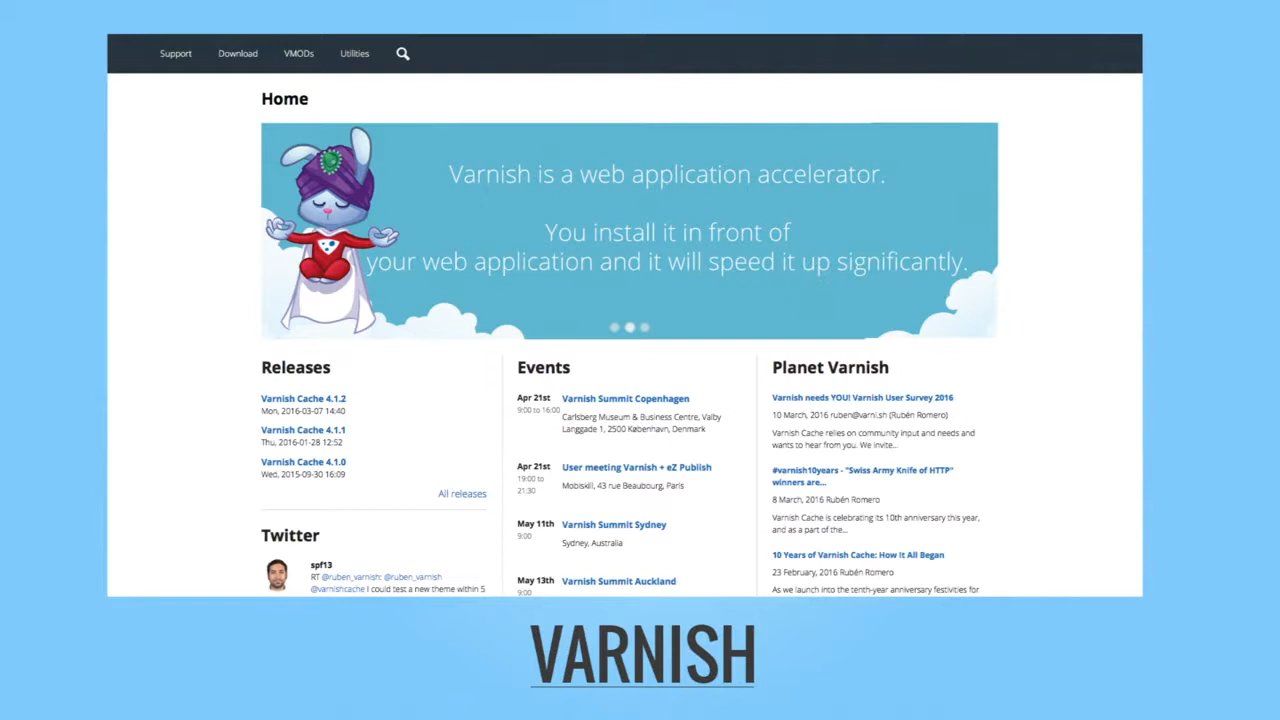 Support Download VMODs Utilities
Home
Varnish is a web application accelerator.
You install it in front of
your web application and it will speed it up significantly.
Releases
Varnish Cache 4.1.2
Mon, 2016-03-07 14:40
Varnish Cache 4.1.1
Thu, 2016-01-28 12:52
Varnish Cache 4.1.0
Wed, 2015-09-30 16:09
All releases
Twitter
spf13
RT @ruben_varnish: @ruben_varnish
@varnishcache I could test a new theme within 5
Events
Apr 21st Varnish Summit Copenhagen
9:00 to 16:00 Carlsberg Museum & Business Centre, Valby
Langgade 1, 2500 København, Denmark
Apr 21st User meeting Varnish + eZ Publish
19:00 to Mobiskill, 43 rue Beaubourg, Paris
21:30
May 11th Varnish Summit Sydney
9:00 Sydney, Australia
May 13th Varnish Summit Auckland
9:00
Planet Varnish
Varnish needs YOU! Varnish User Survey 2016
10 March, 2016 ruben@varni.sh (Rubén Romero)
Varnish Cache relies on community input and needs and
wants to hear from you. We invite...
#varnish10years - "Swiss Army Knife of HTTP"
winners are...
8 March, 2016 Rubén Romero
Varnish Cache is celebrating its 10th anniversary this year,
and as a part of the...
10 Years of Varnish Cache: How It All Began
23 February, 2016 Rubén Romero
As we launch into the tenth-year anniversary festivities for
VARNISH